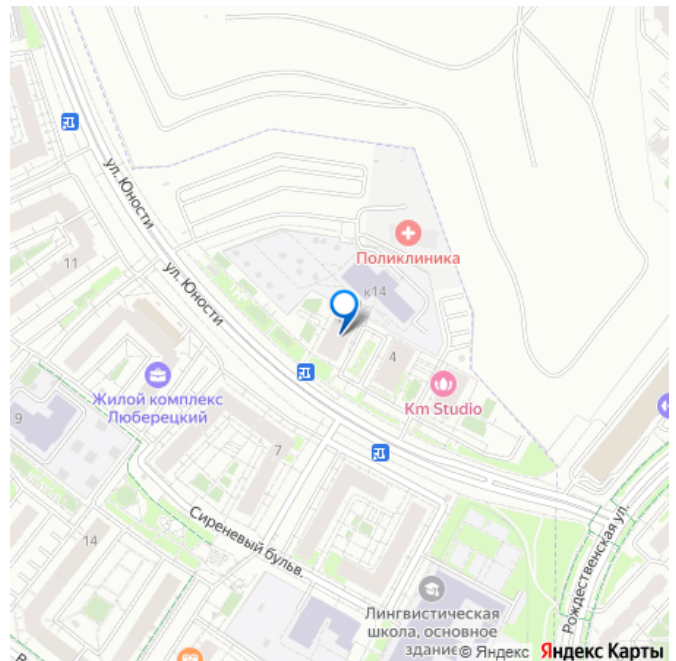 ул. Юности
ул. Юности
11
Поликлиника
к14
Жилой комплекс
Люберецкий
4
Km Studio
9
7
14
Сиреневый бульв.
Рождественская ул.
Лингвистическая
школа, основное
здание
© Яндекс Яндекс Карты